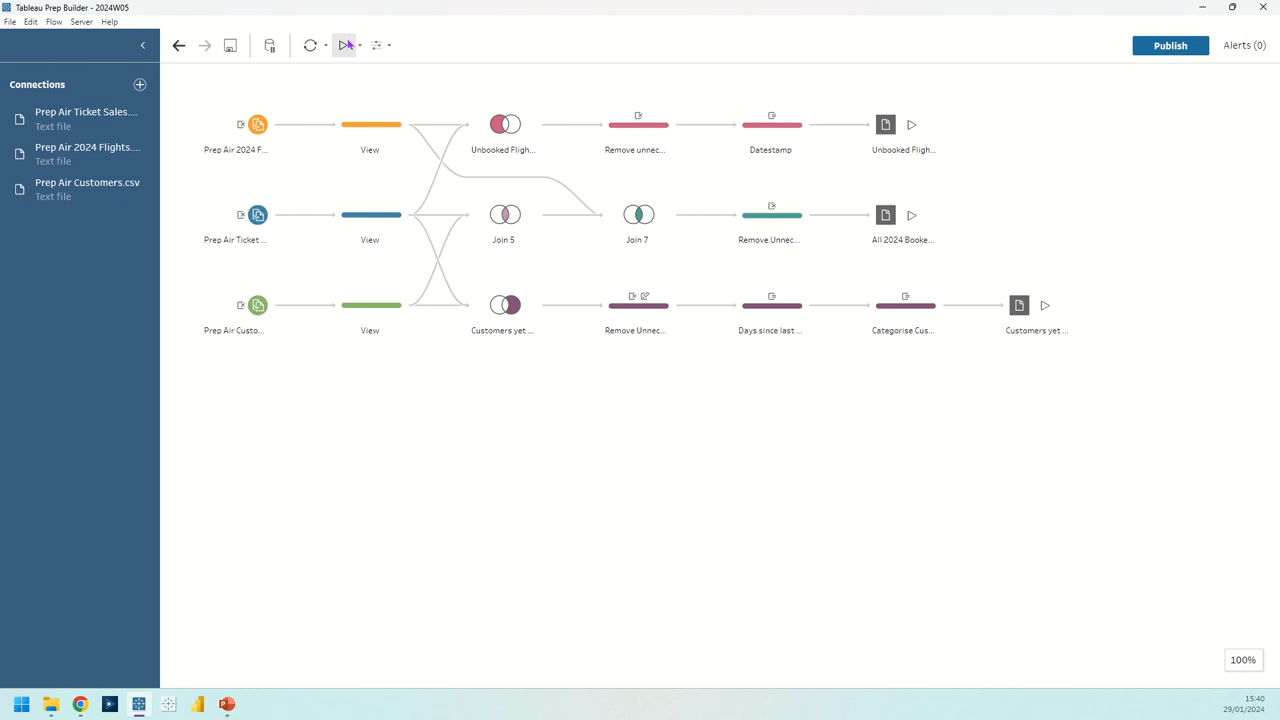 Tableau Prep Builder - 2024W05
File Edit Flow Server Help
Publish
Alerts (0)
Connections
Prep Air Ticket Sales....
Text file
Prep Air 2024 Flights....
Text file
Prep Air Customers.csv
Text file
Prep Air 2024 F...
View
Unbooked Fligh...
Remove unnec...
Datestamp
Unbooked Fligh...
Prep Air Ticket ...
View
Join 5
Join 7
Remove Unnec...
All 2024 Booke...
Prep Air Custo...
View
Customers yet ...
Remove Unnec...
Days since last ...
Categorise Cus...
Customers yet ...
100%
15:40
29/01/2024